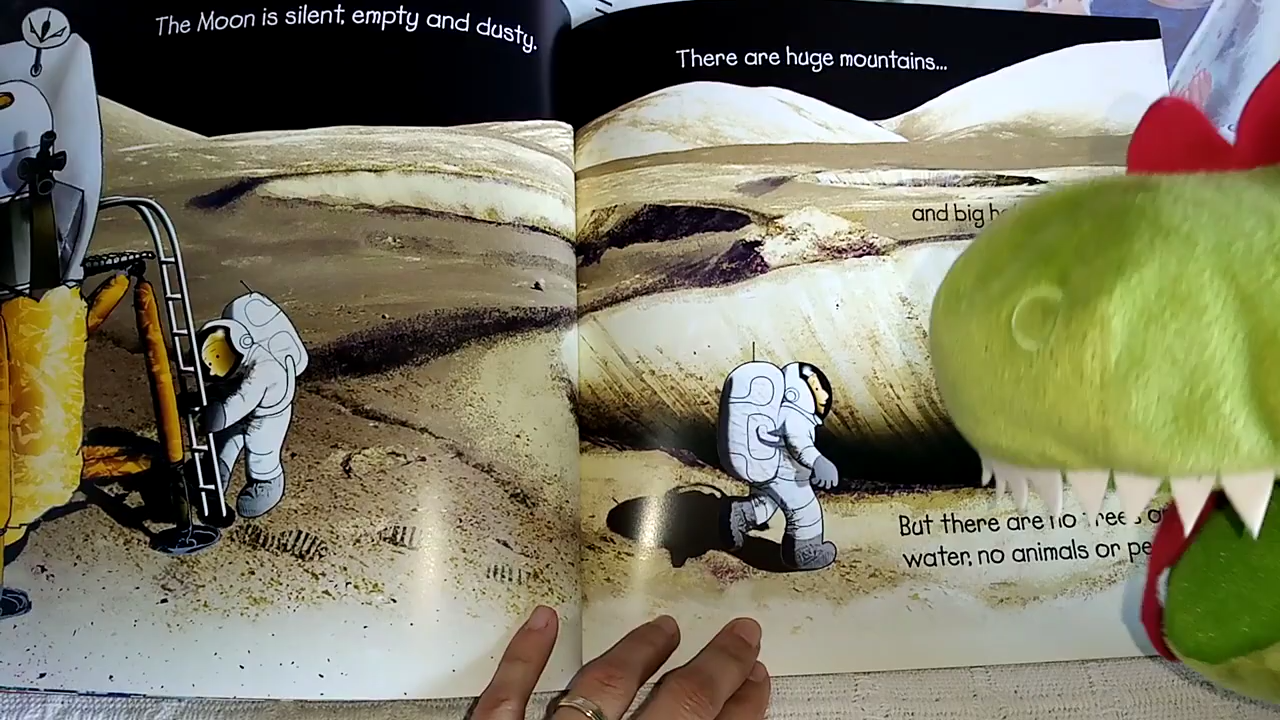 The Moon is silent, empty and dusty.
There are huge mountains...
and big
But there are no
water, no animals or